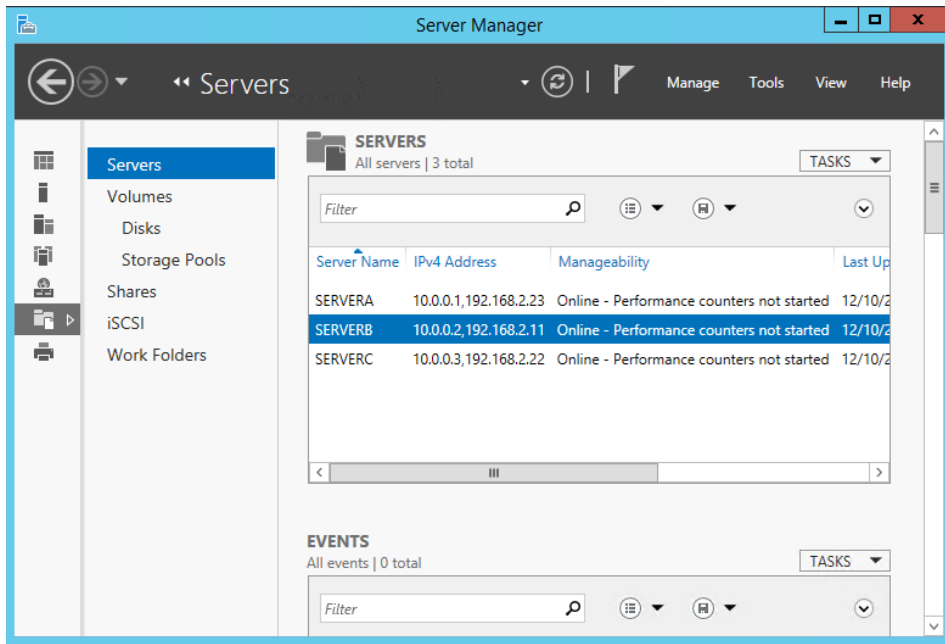 Server Manager
Servers
Manage Tools View Help
Servers
Volumes
Disks
Storage Pools
Shares
iSCSI
Work Folders
SERVERS
All servers | 3 total
TASKS
Filter
Server Name IPv4 Address Manageability Last Up
SERVERA 10.0.0.1,192.168.2.23 Online - Performance counters not started 12/10/2
SERVERB 10.0.0.2,192.168.2.11 Online - Performance counters not started 12/10/2
SERVERC 10.0.0.3,192.168.2.22 Online - Performance counters not started 12/10/2
EVENTS
All events | 0 total
TASKS
Filter